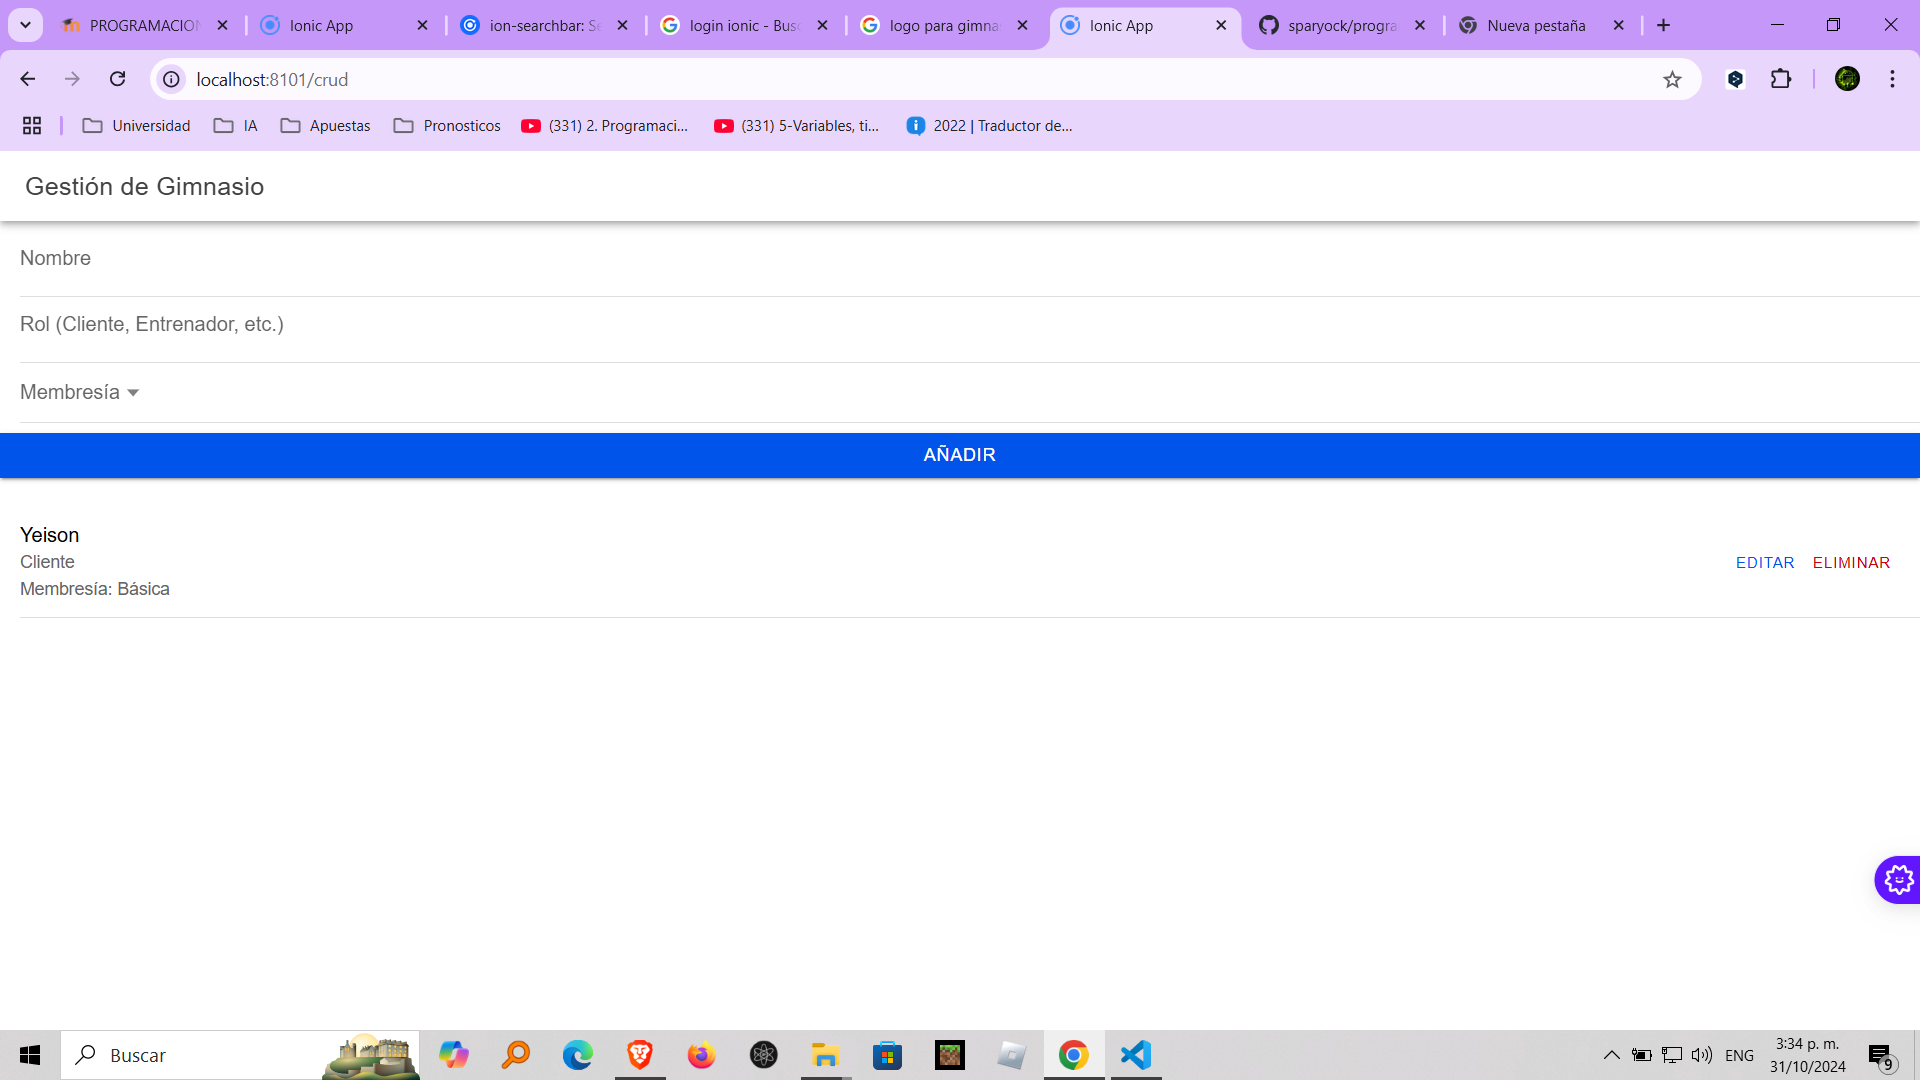 PROGRAMACION
Ionic App
ion-searchbar: Se
login ionic - Busc
logo para gimna
Ionic App
sparyock/progra
Nueva pestaña
localhost:8101/crud
Universidad
IA
Apuestas
Pronosticos
(331) 2. Programaci...
(331) 5-Variables, ti...
2022 | Traductor de...
Gestión de Gimnasio
Nombre
Rol (Cliente, Entrenador, etc.)
Membresía
AÑADIR
Yeison
Cliente
Membresía: Básica
EDITAR ELIMINAR
Buscar
ENG
3:34 p. m.
31/10/2024
9